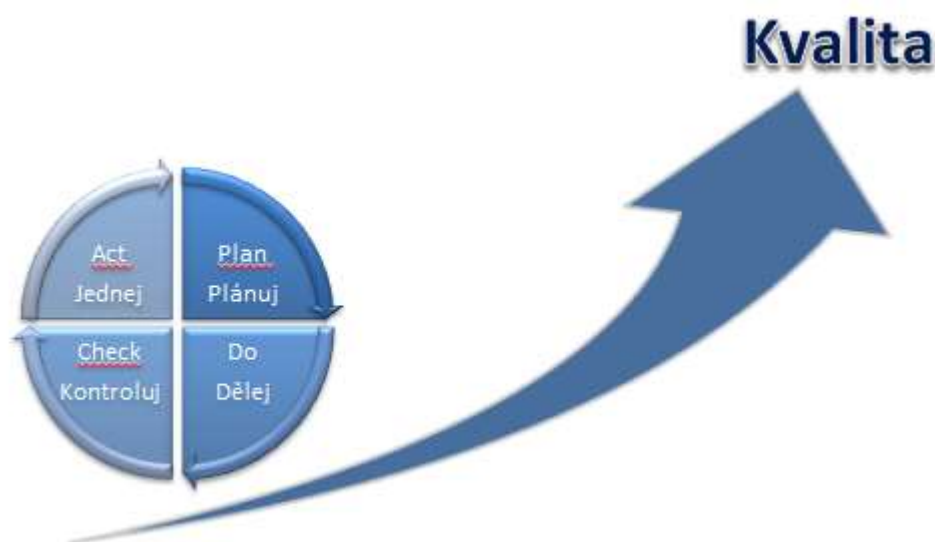 Kvalita
Act
Jednej
Plan
Plánuj
Check
Kontroluj
Do
Dělej